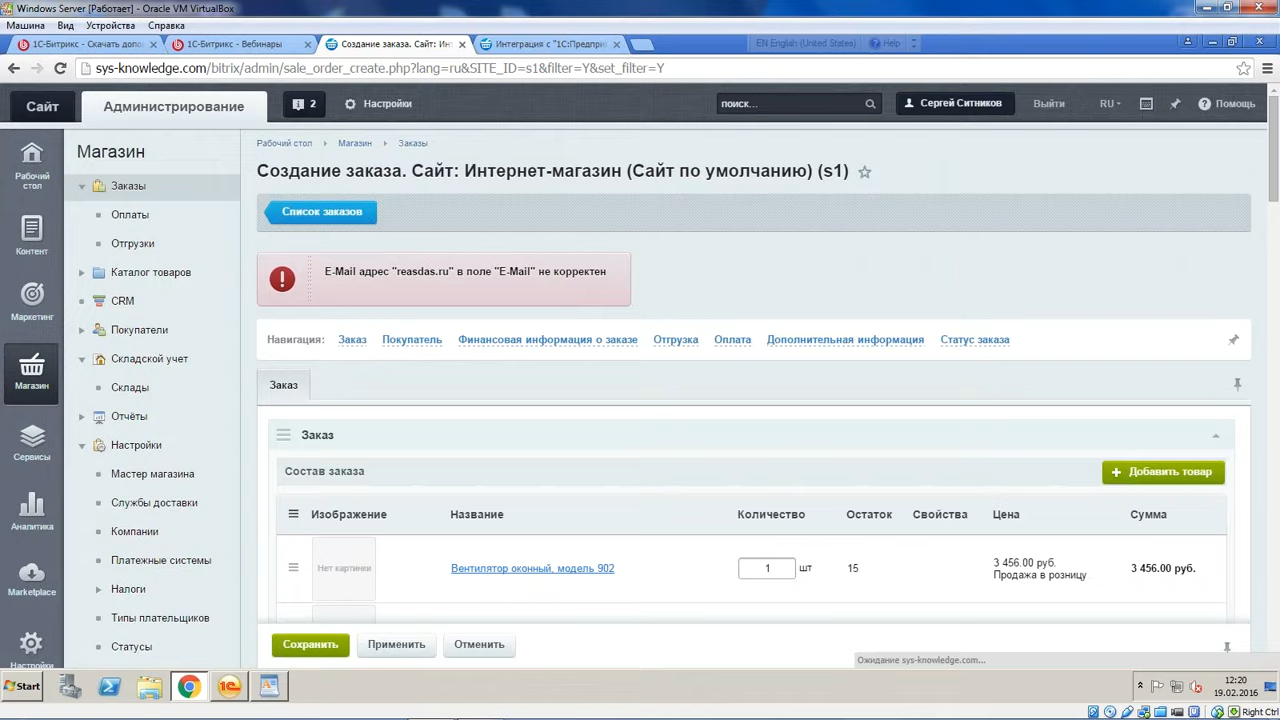 Windows Server [Работает] - Oracle VM VirtualBox
Машина Вид Устройства Справка
1С-Битрикс - Скачать допо
1С-Битрикс - Вебинары
Создание заказа. Сайт: Инт
Интеграция с "1С:Предпри
EN English (United States) Help
sys-knowledge.com/bitrix/admin/sale_order_create.php?lang=ru&SITE_ID=s1&filter=Y&set_filter=Y
Сайт
Администрирование
2
Настройки
поиск...
Сергей Ситников
Выйти
RU
Помощь
Рабочий стол
Контент
Маркетинг
Магазин
Сервисы
Аналитика
Marketplace
Настройки
Магазин
Заказы
Оплаты
Отгрузки
Каталог товаров
CRM
Покупатели
Складской учет
Склады
Отчёты
Настройки
Мастер магазина
Службы доставки
Компании
Платежные системы
Налоги
Типы плательщиков
Статусы
Рабочий стол Магазин Заказы
Создание заказа. Сайт: Интернет-магазин (Сайт по умолчанию) (s1)
Список заказов
E-Mail адрес "reasdas.ru" в поле "E-Mail" не корректен
Навигация: Заказ Покупатель Финансовая информация о заказе Отгрузка Оплата Дополнительная информация Статус заказа
Заказ
Заказ
Состав заказа
+ Добавить товар
Изображение Название Количество Остаток Свойства Цена Сумма
Нет картинки
Вентилятор оконный, модель 902
1 шт
15
3 456.00 руб.
Продажа в розницу
3 456.00 руб.
Сохранить Применить Отменить
Ожидание sys-knowledge.com...
Start
12:20
19.02.2016
Right Ctrl